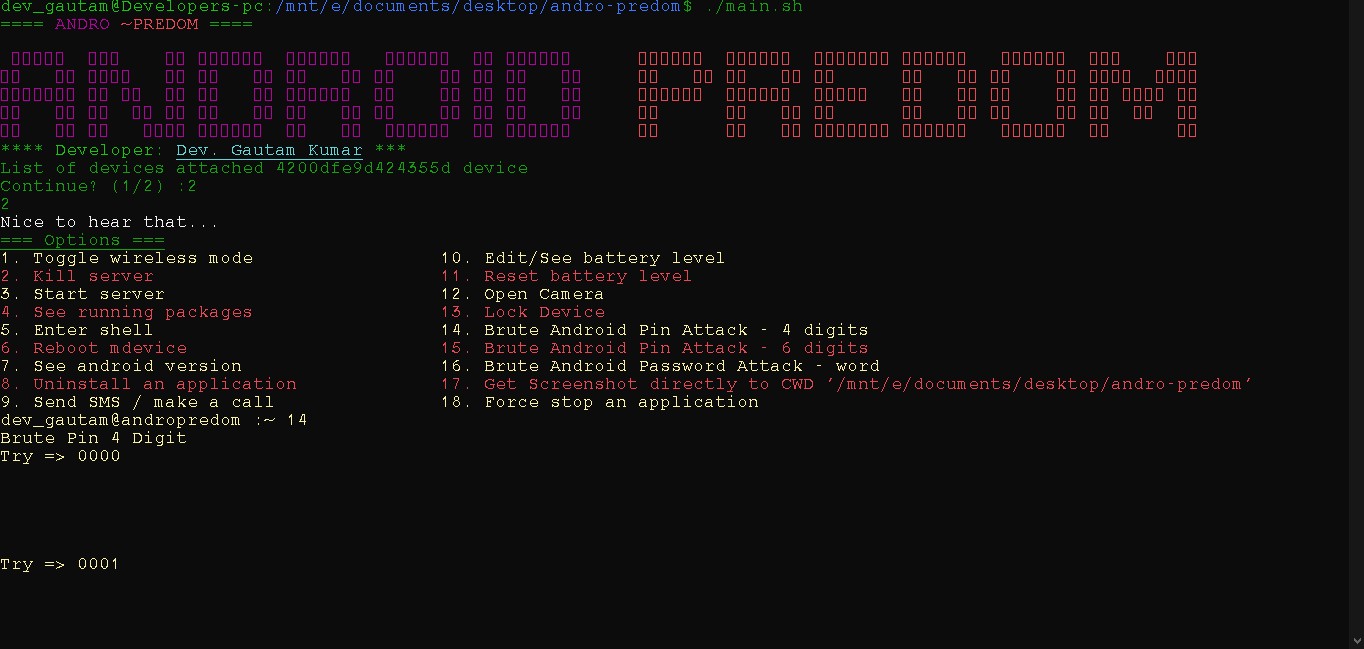 dev_gautam@Developers-pc:/mnt/e/documents/desktop/andro-predom$ ./main.sh
==== ANDRO ~PREDOM ====
ANDROID PREDOM
**** Developer: Dev. Gautam Kumar ***
List of devices attached 4200dfe9d424355d device
Continue? (1/2) :2
2
Nice to hear that...
=== Options ===
1. Toggle wireless mode 10. Edit/See battery level
2. Kill server 11. Reset battery level
3. Start server 12. Open Camera
4. See running packages 13. Lock Device
5. Enter shell 14. Brute Android Pin Attack - 4 digits
6. Reboot mdevice 15. Brute Android Pin Attack - 6 digits
7. See android version 16. Brute Android Password Attack - word
8. Uninstall an application 17. Get Screenshot directly to CWD '/mnt/e/documents/desktop/andro-predom'
9. Send SMS / make a call 18. Force stop an application
dev_gautam@andropredom :~ 14
Brute Pin 4 Digit
Try => 0000
Try => 0001